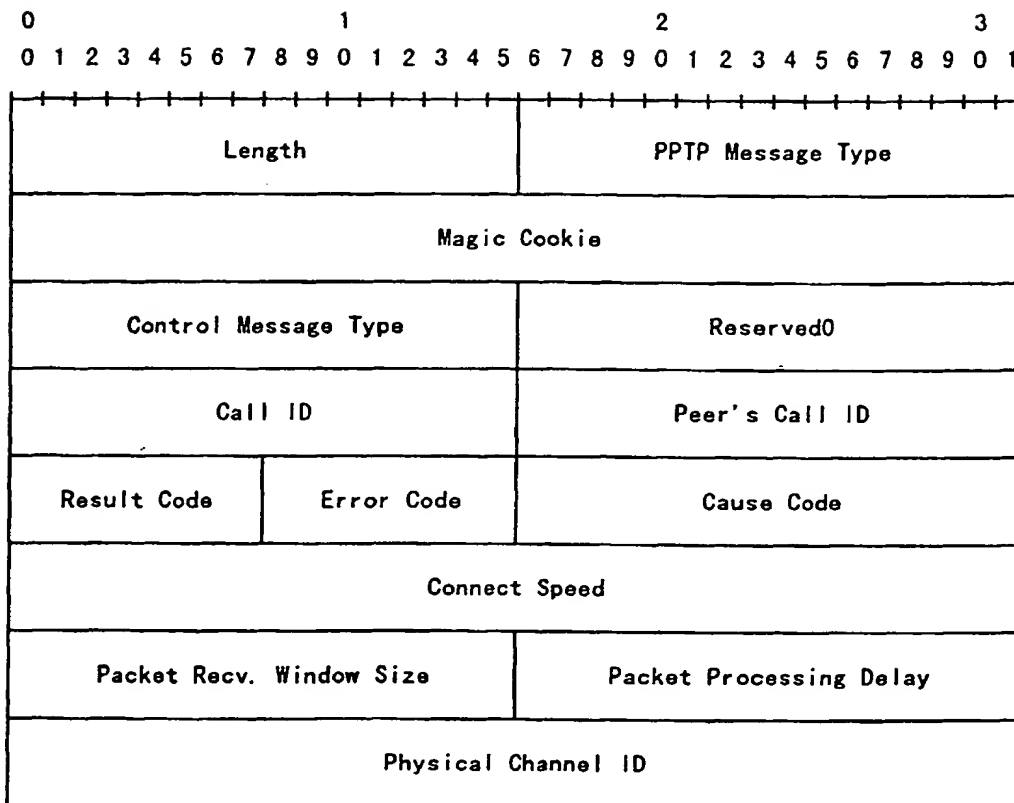 0 1 2 3
0 1 2 3 4 5 6 7 8 9 0 1 2 3 4 5 6 7 8 9 0 1 2 3 4 5 6 7 8 9 0 1
Length PPTP Message Type
Magic Cookie
Control Message Type Reserved0
Call ID Peer's Call ID
Result Code Error Code Cause Code
Connect Speed
Packet Recv. Window Size Packet Processing Delay
Physical Channel ID